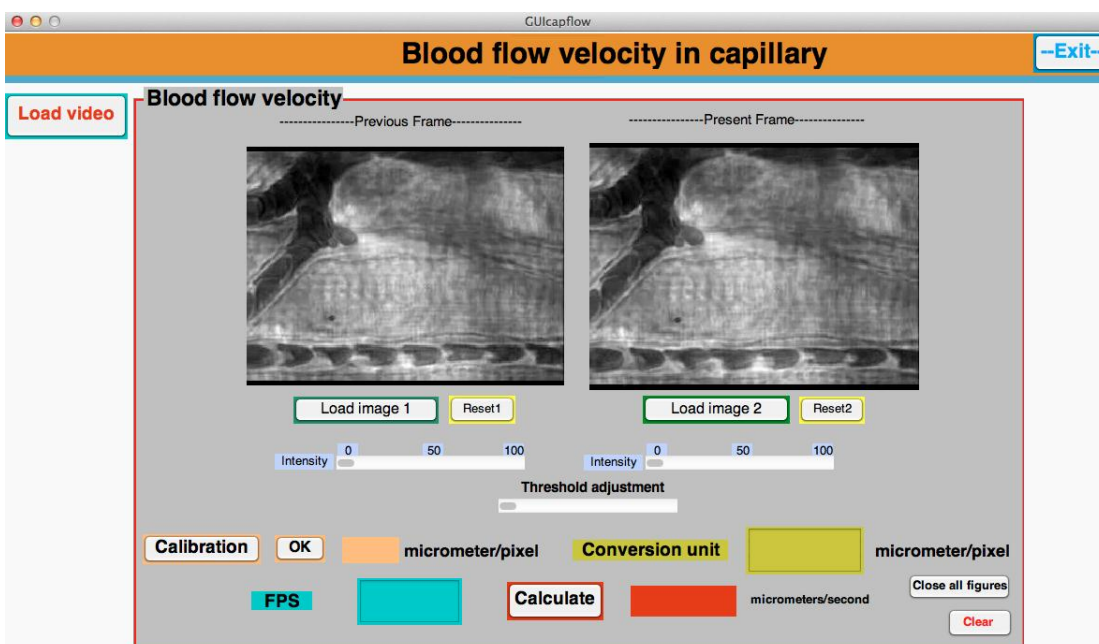 GUIcapflow
Blood flow velocity in capillary
--Exit--
Load video
Blood flow velocity
----------------Previous Frame---------------
----------------Present Frame---------------
Load image 1
Reset1
Load image 2
Reset2
0 50 100
Intensity
0 50 100
Intensity
Threshold adjustment
Calibration
OK
micrometer/pixel
Conversion unit
micrometer/pixel
FPS
Calculate
micrometers/second
Close all figures
Clear